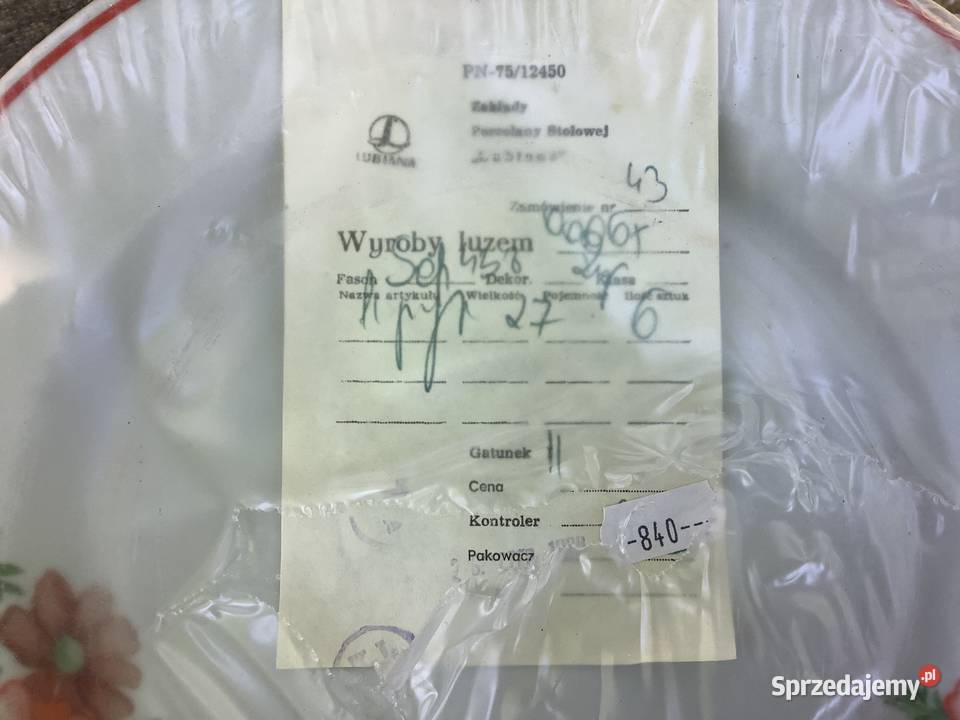 PN-75/12450
Zakłady
Porcelany Stołowej
„Lubiana"
LUBIANA
Zamówienie nr 43
Wyroby luzem
Fason Dekor. Klasa
Nazwa artykułu Wielkość Pojemność Ilość sztuk
27 6
Gatunek II
Cena
Kontroler
-840--
Pakowacz
Sprzedajemy.pl